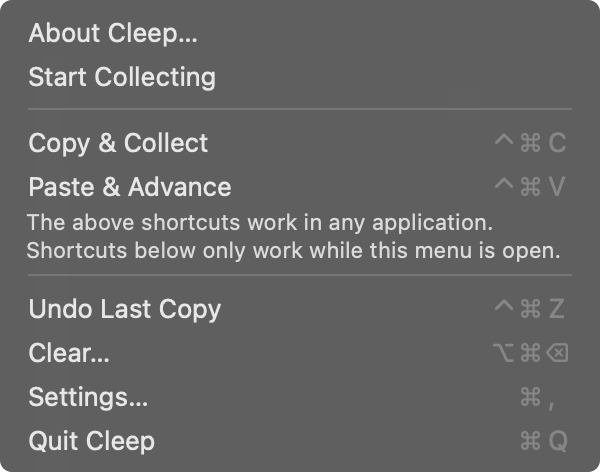 About Cleep...
Start Collecting
Copy & Collect ^⌘C
Paste & Advance ^⌘V
The above shortcuts work in any application.
Shortcuts below only work while this menu is open.
Undo Last Copy ^⌘Z
Clear... ⌥⌘⌫
Settings... ⌘,
Quit Cleep ⌘Q